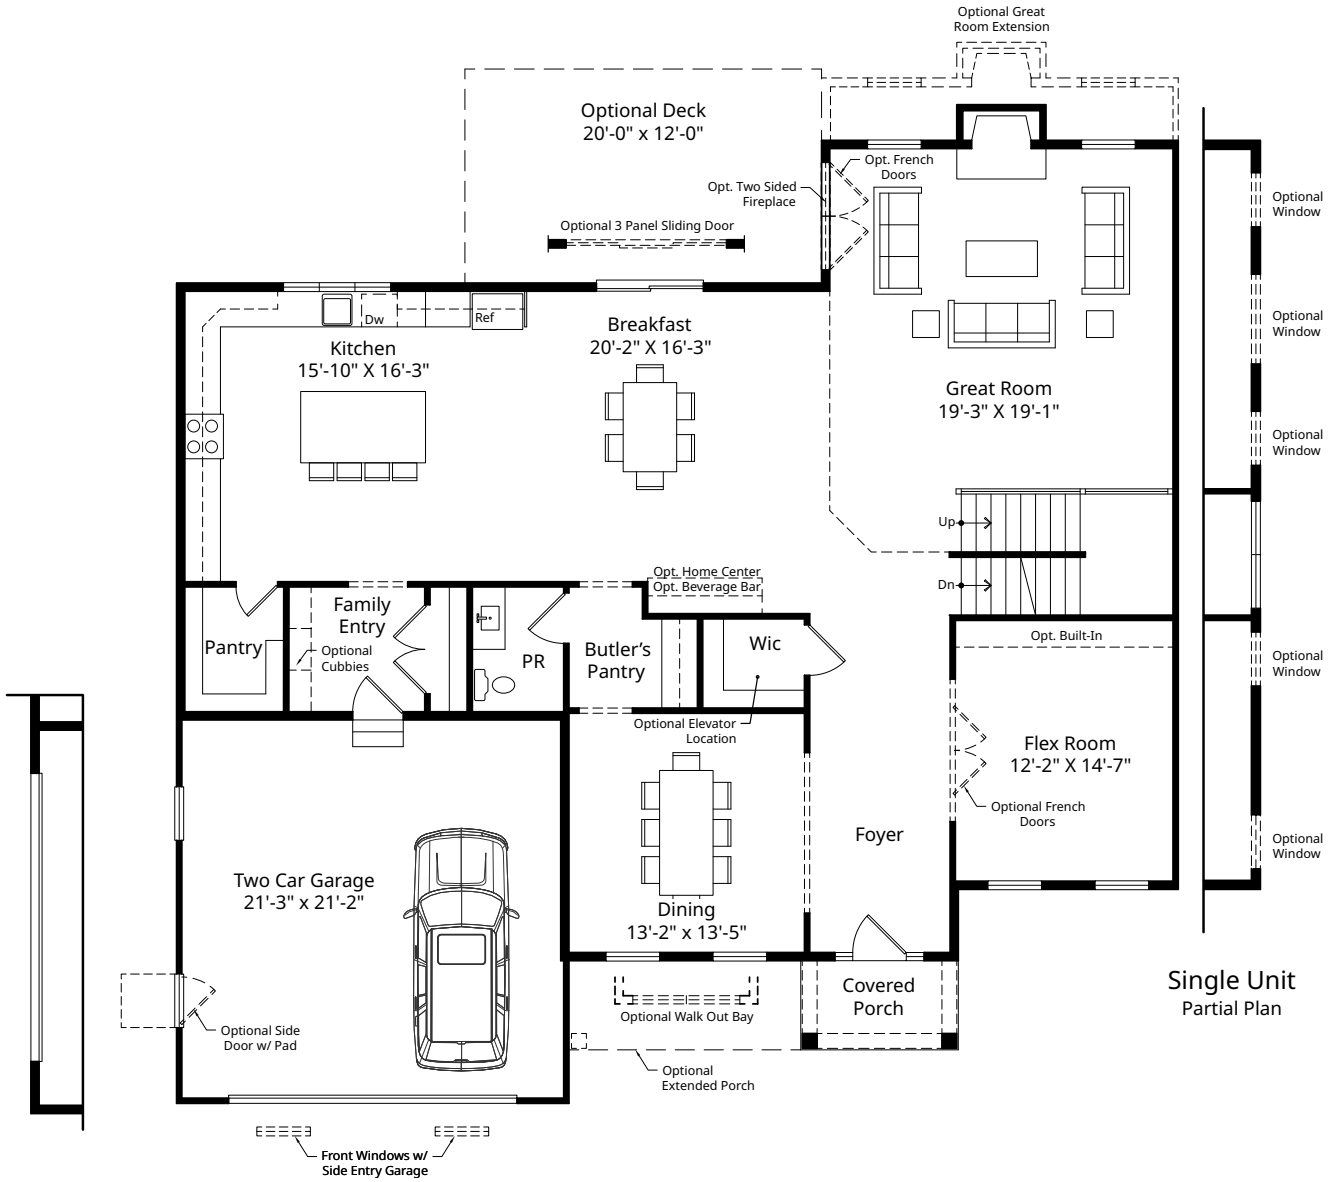 Optional Great
Room Extension
Optional Deck
20'-0" x 12'-0"
Opt. French
Doors
Opt. Two Sided
Fireplace
Optional
Window
Optional 3 Panel Sliding Door
Dw
Ref
Breakfast
20'-2" X 16'-3"
Optional
Window
Kitchen
15'-10" X 16'-3"
Great Room
19'-3" X 19'-1"
Optional
Window
Up
Dn
Opt. Home Center
Opt. Beverage Bar
Family
Entry
Pantry
Optional
Cubbies
PR
Butler’s
Pantry
Wic
Opt. Built-In
Optional
Window
Optional Elevator
Location
Flex Room
12'-2" X 14'-7"
Optional French
Doors
Foyer
Optional
Window
Two Car Garage
21'-3" x 21'-2"
Dining
13'-2" x 13'-5"
Covered
Porch
Single Unit
Partial Plan
Optional Walk Out Bay
Optional Side
Door w/ Pad
Optional
Extended Porch
Front Windows w/
Side Entry Garage